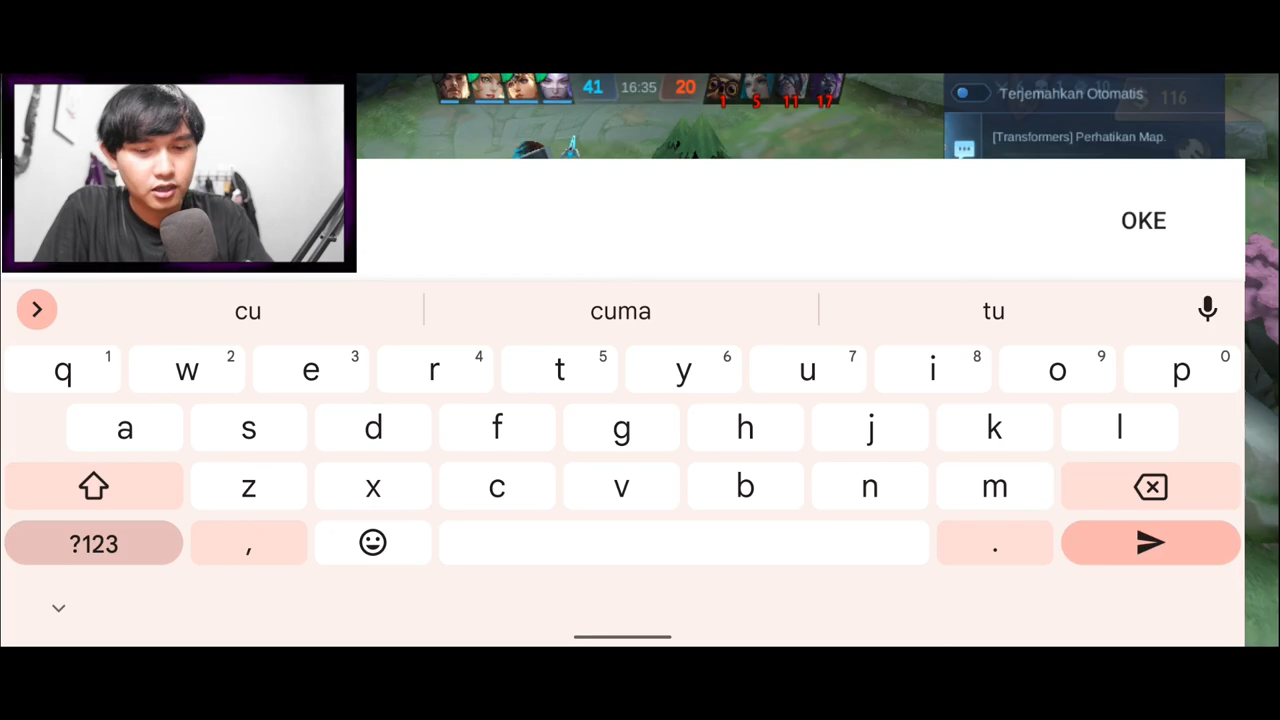 41 16:35 20
1 5 11 17
Terjemahkan Otomatis
116
[Transformers] Perhatikan Map.
OKE
cu cuma tu
q 1 w 2 e 3 r 4 t 5 y 6 u 7 i 8 o 9 p 0
a s d f g h j k l
z x c v b n m
?123 , .